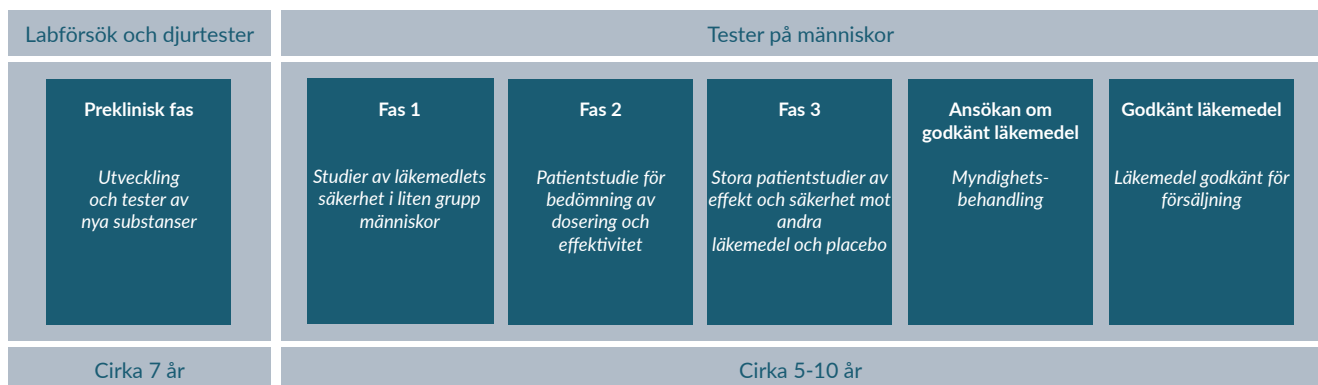 Labförsök och djurtester
Tester på människor
Preklinisk fas
Utveckling
och tester av
nya substanser
Fas 1
Studier av läkemedlets
säkerhet i liten grupp
människor
Fas 2
Patientstudie för
bedömning av
dosering och
effektivitet
Fas 3
Stora patientstudier av
effekt och säkerhet mot
andra
läkemedel och placebo
Ansökan om
godkänt läkemedel
Myndighets-
behandling
Godkänt läkemedel
Läkemedel godkänt för
försäljning
Cirka 7 år
Cirka 5-10 år